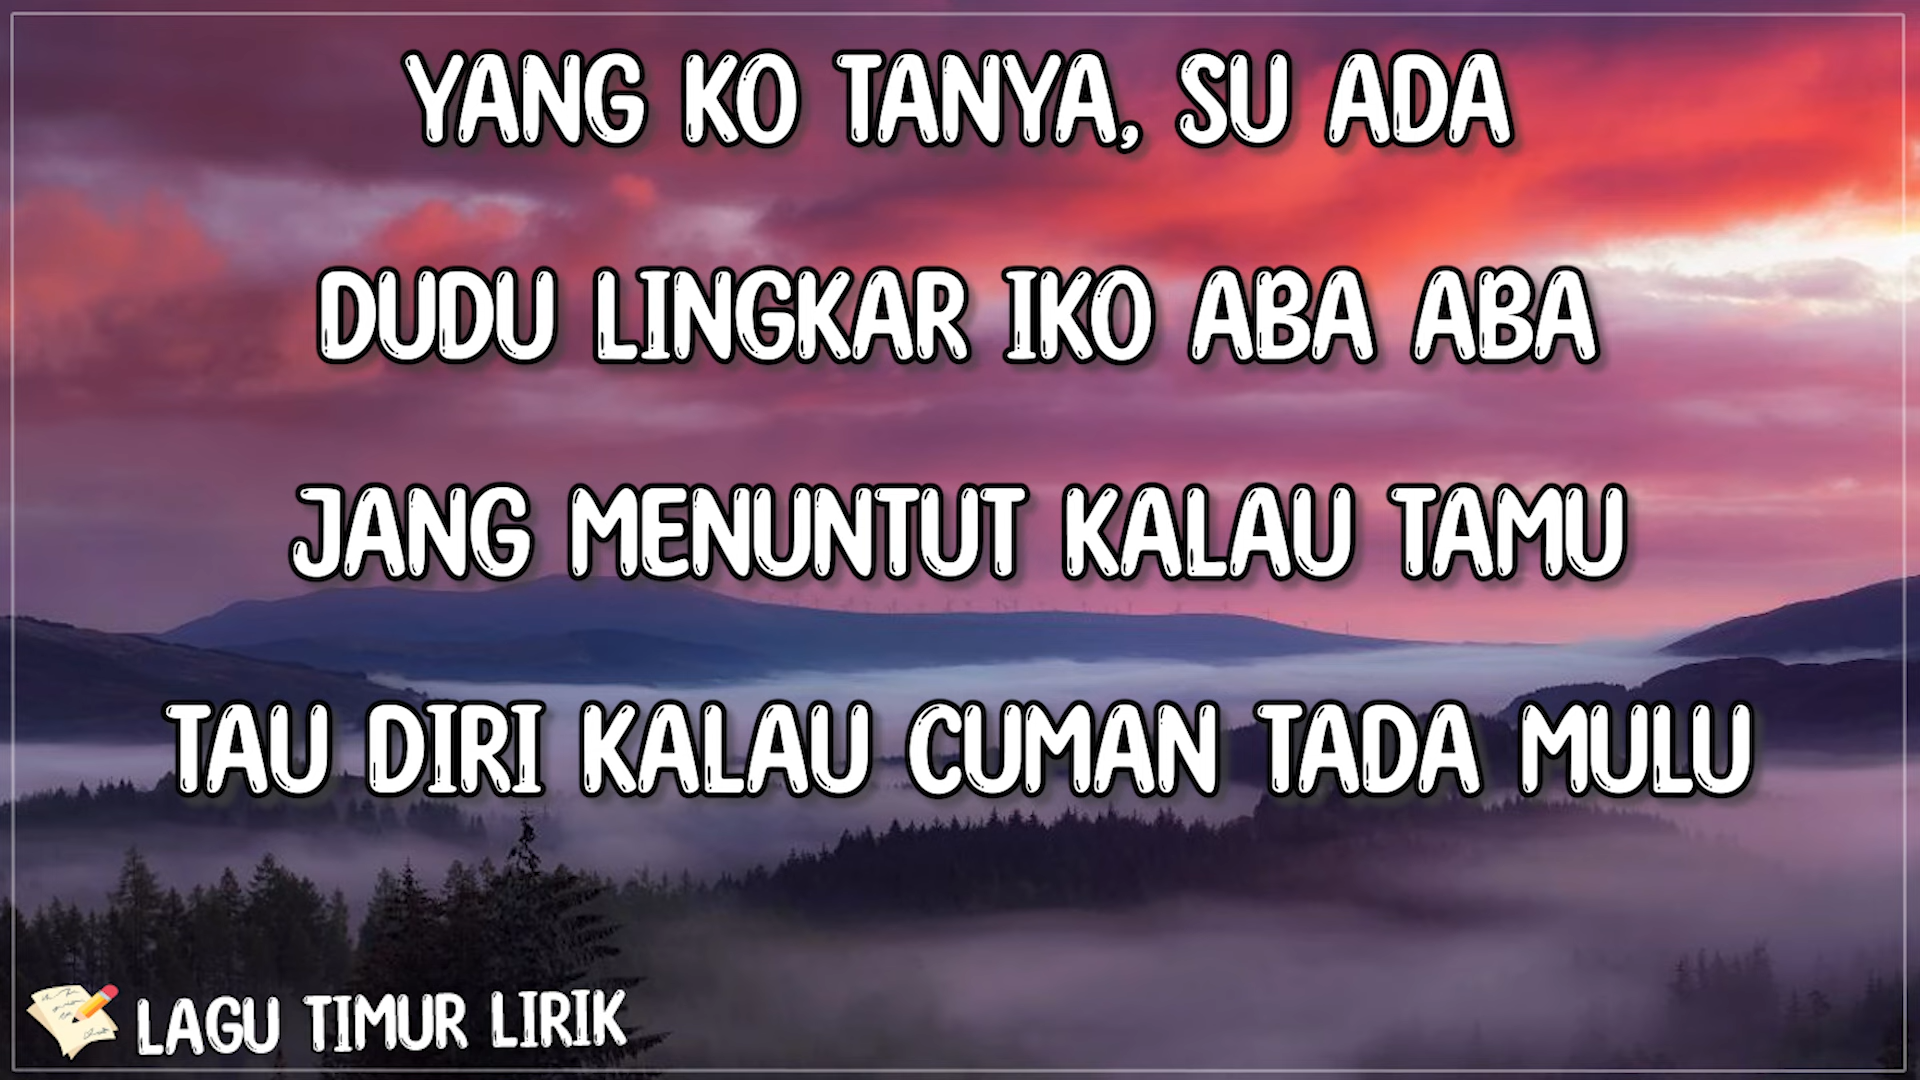 YANG KO TANYA, SU ADA
DUDU LINGKAR IKO ABA ABA
JANG MENUNTUT KALAU TAMU
TAU DIRI KALAU CUMAN TADA MULU
LAGU TIMUR LIRIK